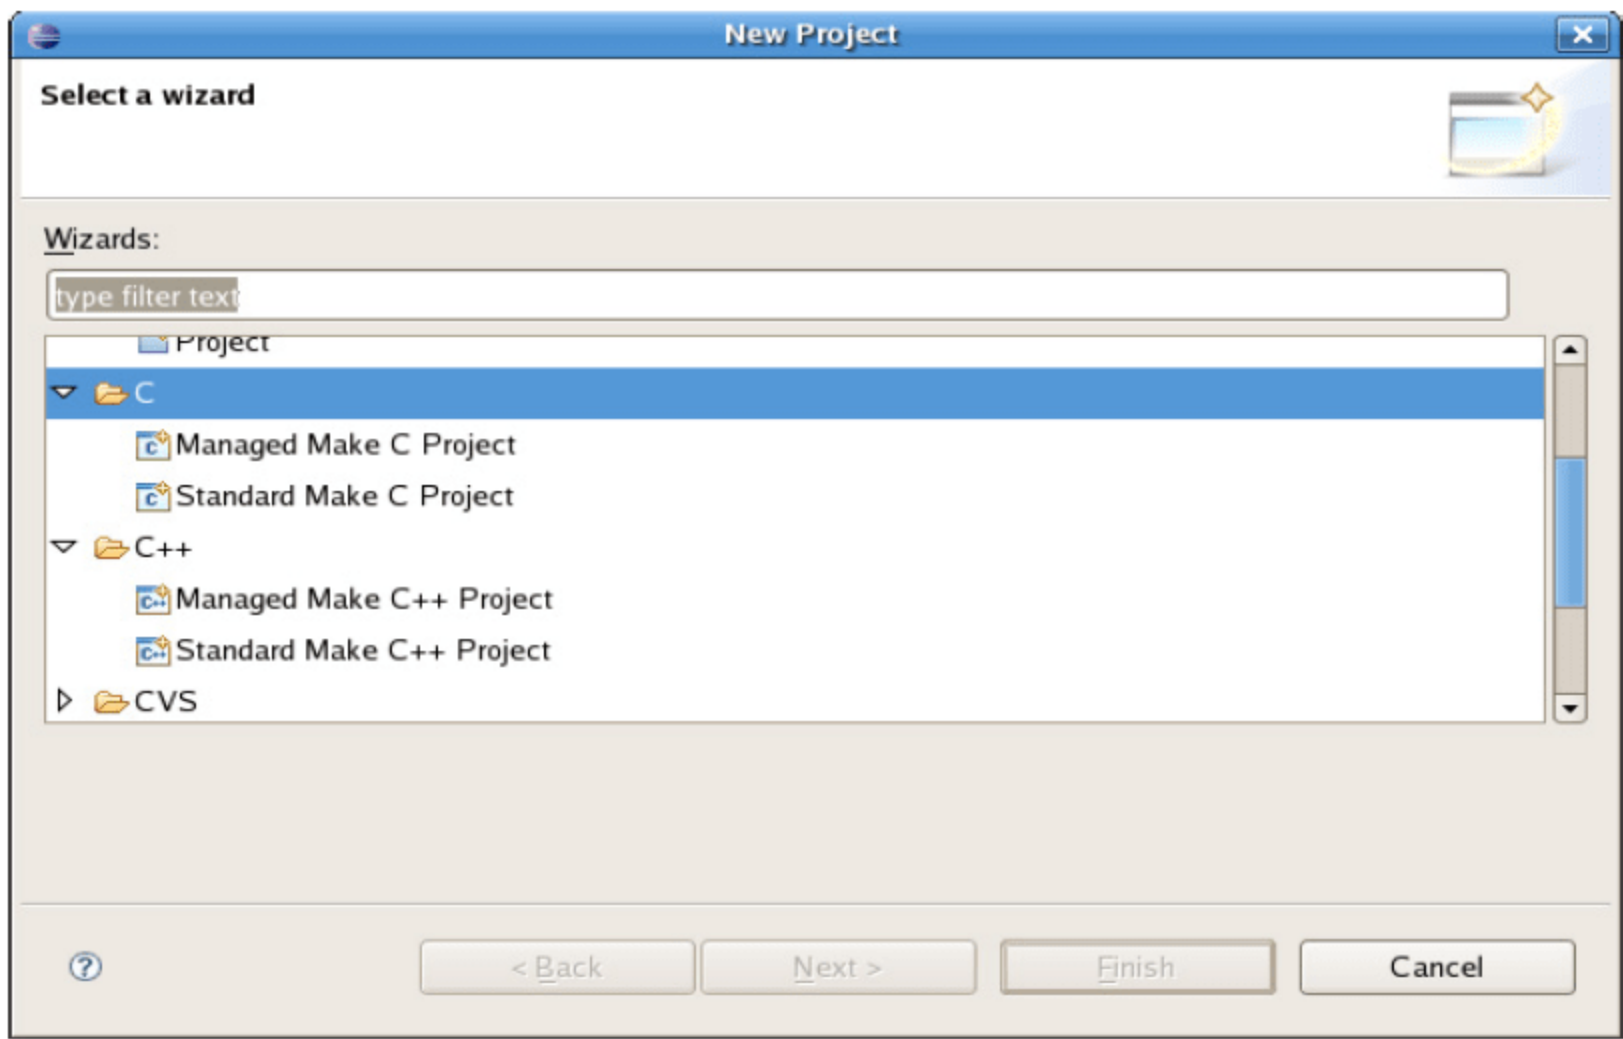 New Project
Select a wizard
Wizards:
type filter text
Project
C
Managed Make C Project
Standard Make C Project
C++
Managed Make C++ Project
Standard Make C++ Project
CVS
< Back
Next >
Finish
Cancel